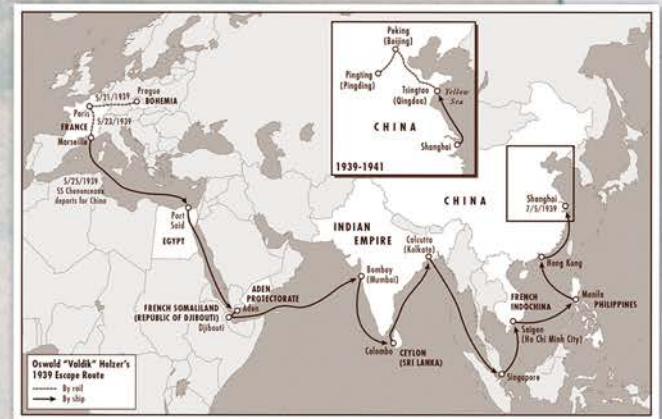 5/21/1939
Prague
BOHEMIA
Paris
5/23/1939
FRANCE
Marseille
5/25/1939
SS Chenonceaux
departs for China
Port
Said
EGYPT
ADEN
PROTECTORATE
Aden
FRENCH SOMALILAND
(REPUBLIC OF DJIBOUTI)
Djibouti
INDIAN
EMPIRE
Bombay
(Mumbai)
Calcutta
(Kolkata)
Colombo
CEYLON
(SRI LANKA)
Singapore
FRENCH
INDOCHINA
Saigon
(Ho Chi Minh City)
Manila
PHILIPPINES
Hong Kong
CHINA
Shanghai
7/5/1939
Peking
(Beijing)
Pingting
(Pingding)
Tsingtao
(Qingdao)
Yellow
Sea
CHINA
Shanghai
1939-1941
Oswald "Valdik" Holzer's
1939 Escape Route
By rail
By ship